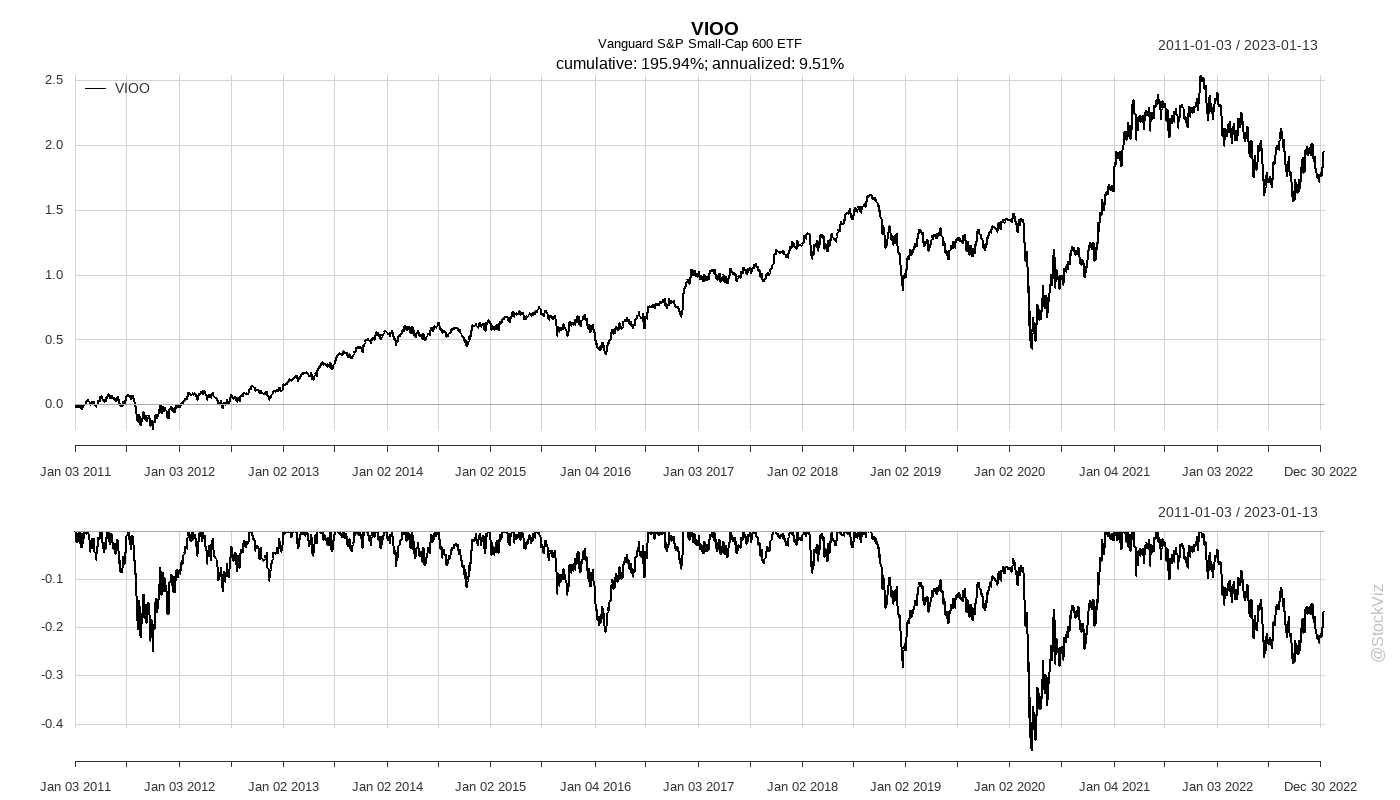 VIOO
Vanguard S&P Small-Cap 600 ETF
2011-01-03 / 2023-01-13
cumulative: 195.94%; annualized: 9.51%
VIOO
2.5
2.0
1.5
1.0
0.5
0.0
Jan 03 2011 Jan 03 2012 Jan 02 2013 Jan 02 2014 Jan 02 2015 Jan 04 2016 Jan 03 2017 Jan 02 2018 Jan 02 2019 Jan 02 2020 Jan 04 2021 Jan 03 2022 Dec 30 2022
2011-01-03 / 2023-01-13
-0.1
-0.2
-0.3
-0.4
Jan 03 2011 Jan 03 2012 Jan 02 2013 Jan 02 2014 Jan 02 2015 Jan 04 2016 Jan 03 2017 Jan 02 2018 Jan 02 2019 Jan 02 2020 Jan 04 2021 Jan 03 2022 Dec 30 2022
@StockViz